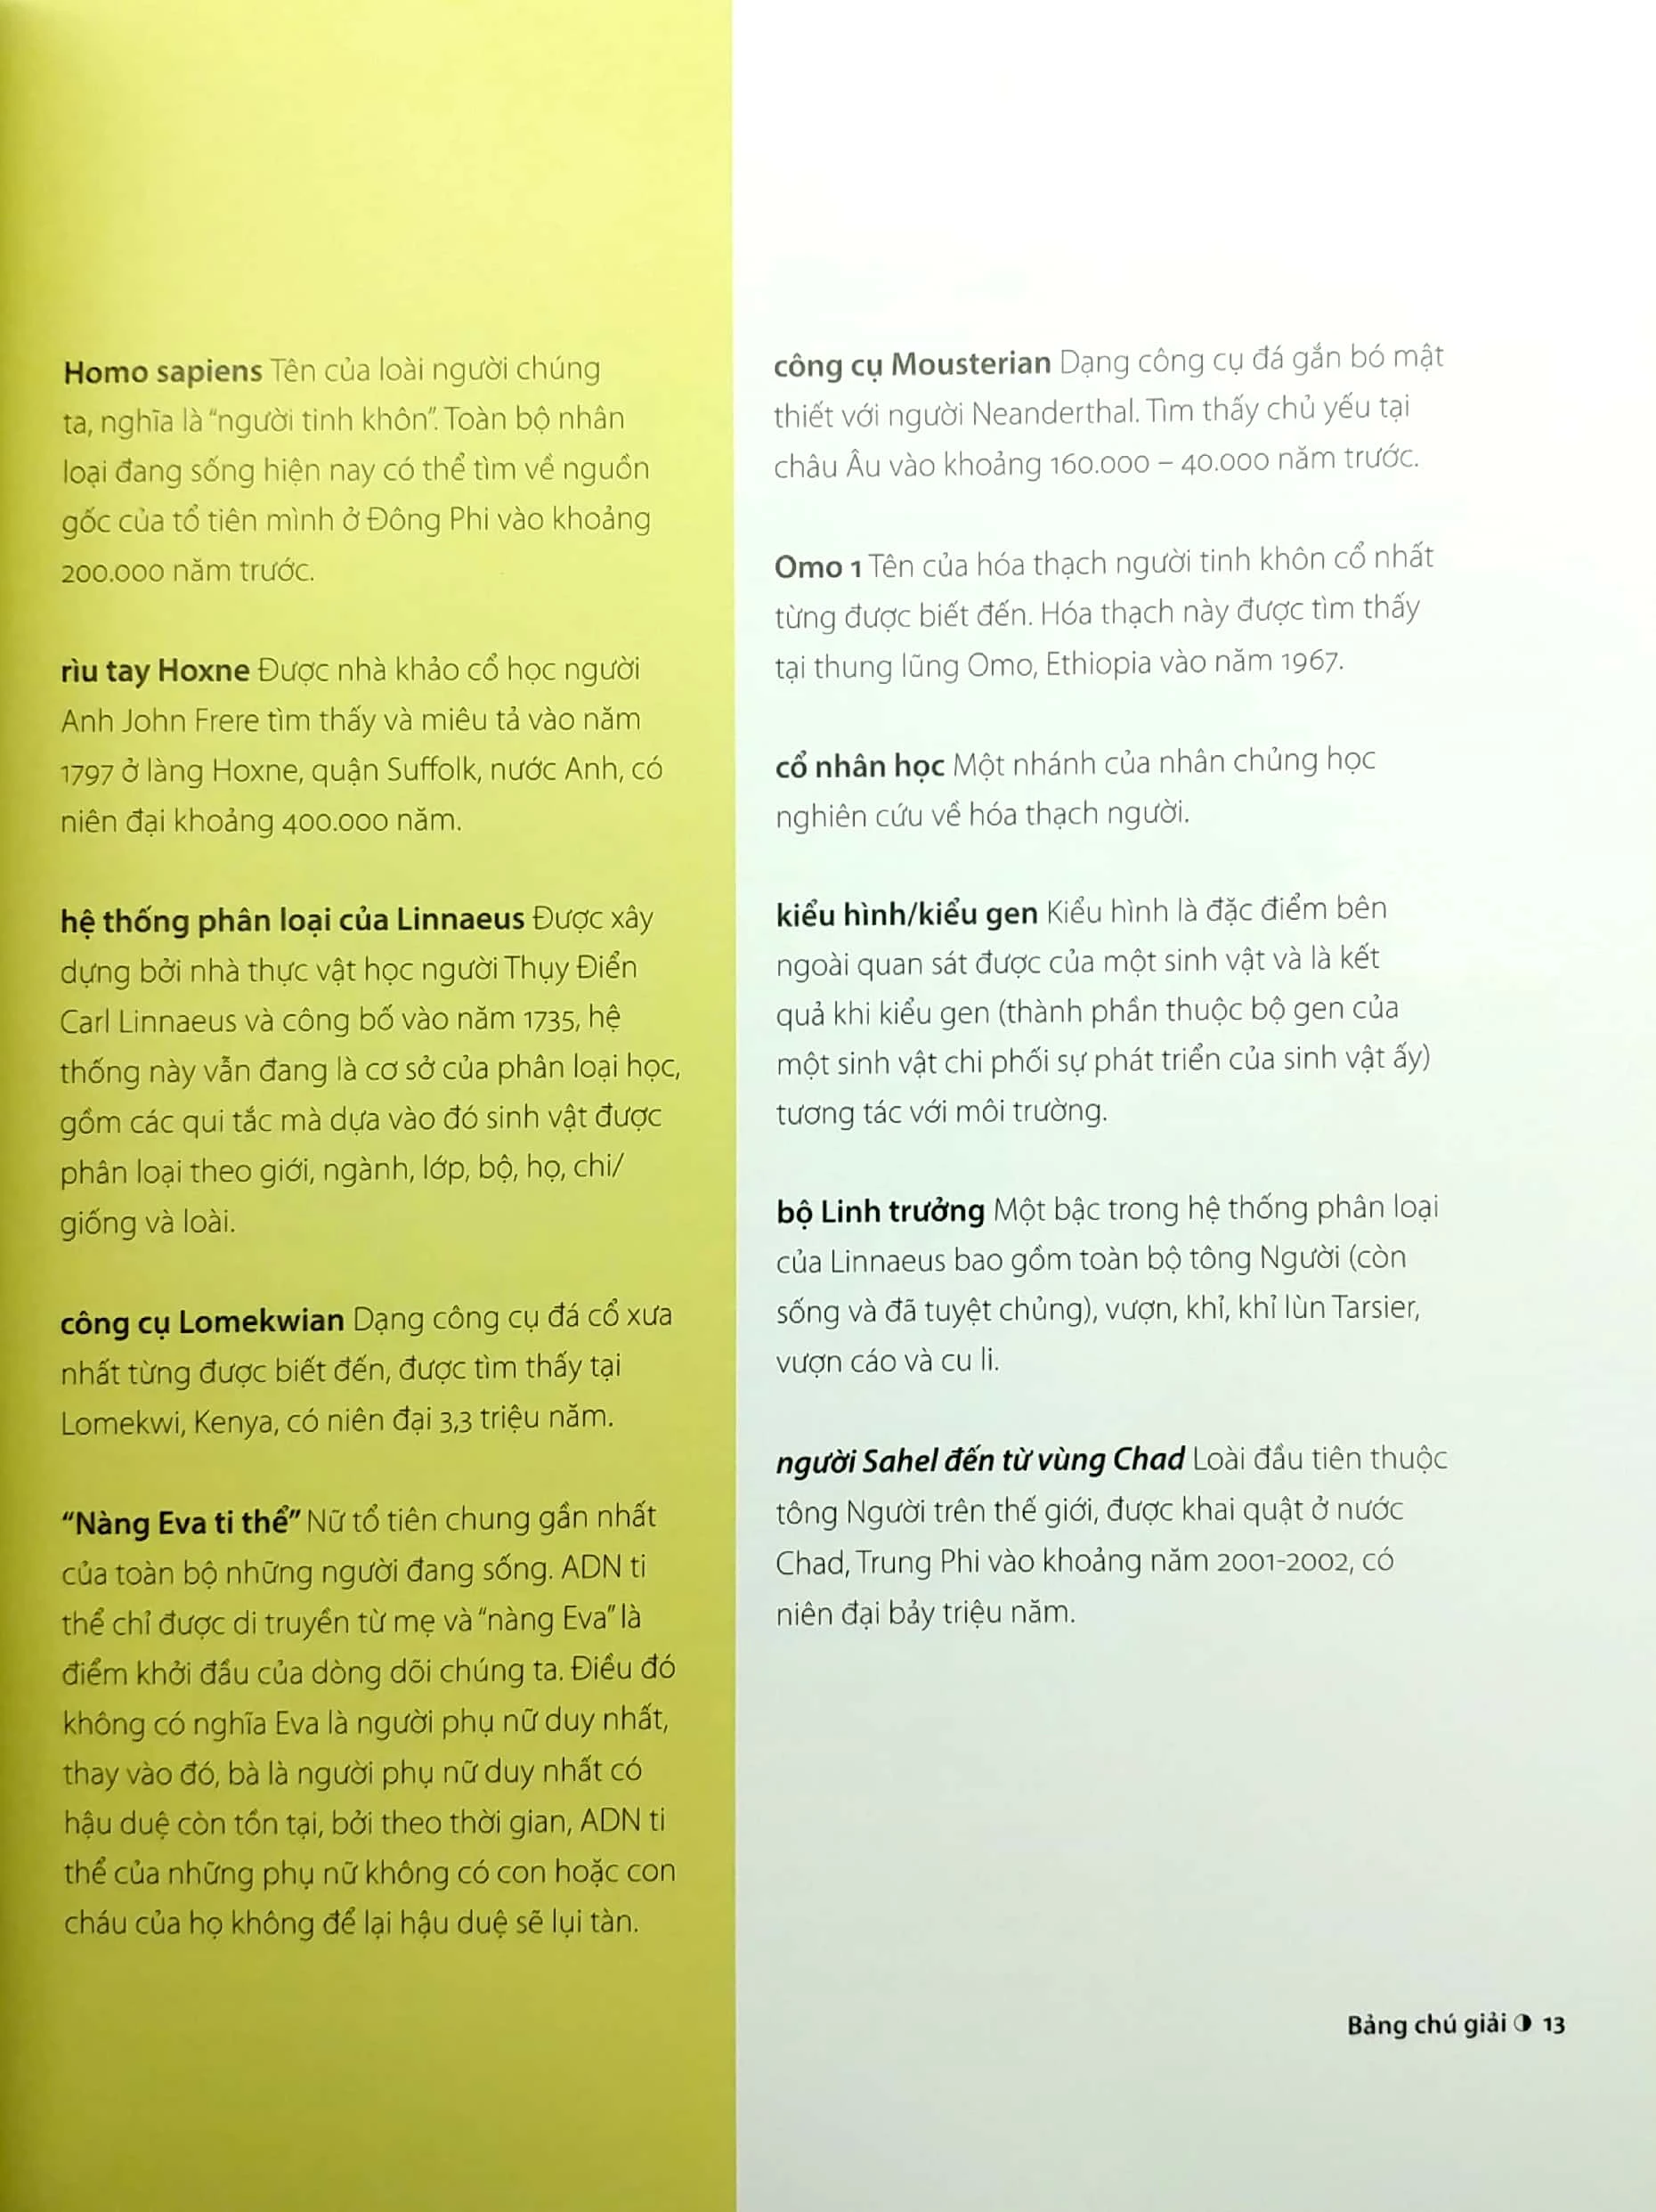 Homo sapiens Tên của loài người chúng
ta, nghĩa là “người tinh khôn”. Toàn bộ nhân
loại đang sống hiện nay có thể tìm về nguồn
gốc của tổ tiên mình ở Đông Phi vào khoảng
200.000 năm trước.
rìu tay Hoxne Được nhà khảo cổ học người
Anh John Frere tìm thấy và miêu tả vào năm
1797 ở làng Hoxne, quận Suffolk, nước Anh, có
niên đại khoảng 400.000 năm.
hệ thống phân loại của Linnaeus Được xây
dựng bởi nhà thực vật học người Thụy Điển
Carl Linnaeus và công bố vào năm 1735, hệ
thống này vẫn đang là cơ sở của phân loại học,
gồm các qui tắc mà dựa vào đó sinh vật được
phân loại theo giới, ngành, lớp, bộ, họ, chi/
giống và loài.
công cụ Lomekwian Dạng công cụ đá cổ xưa
nhất từng được biết đến, được tìm thấy tại
Lomekwi, Kenya, có niên đại 3,3 triệu năm.
“Nàng Eva ti thể” Nữ tổ tiên chung gần nhất
của toàn bộ những người đang sống. ADN ti
thể chỉ được di truyền từ mẹ và “nàng Eva” là
điểm khởi đầu của dòng dõi chúng ta. Điều đó
không có nghĩa Eva là người phụ nữ duy nhất,
thay vào đó, bà là người phụ nữ duy nhất có
hậu duệ còn tồn tại, bởi theo thời gian, ADN ti
thể của những phụ nữ không có con hoặc con
cháu của họ không để lại hậu duệ sẽ lụi tàn.
công cụ Mousterian Dạng công cụ đá gắn bó mật
thiết với người Neanderthal. Tìm thấy chủ yếu tại
châu Âu vào khoảng 160.000 – 40.000 năm trước.
Omo 1 Tên của hóa thạch người tinh khôn cổ nhất
từng được biết đến. Hóa thạch này được tìm thấy
tại thung lũng Omo, Ethiopia vào năm 1967.
cổ nhân học Một nhánh của nhân chủng học
nghiên cứu về hóa thạch người.
kiểu hình/kiểu gen Kiểu hình là đặc điểm bên
ngoài quan sát được của một sinh vật và là kết
quả khi kiểu gen (thành phần thuộc bộ gen của
một sinh vật chi phối sự phát triển của sinh vật ấy)
tương tác với môi trường.
bộ Linh trưởng Một bậc trong hệ thống phân loại
của Linnaeus bao gồm toàn bộ tông Người (còn
sống và đã tuyệt chủng), vượn, khỉ, khỉ lùn Tarsier,
vượn cáo và cu li.
người Sahel đến từ vùng Chad Loài đầu tiên thuộc
tông Người trên thế giới, được khai quật ở nước
Chad, Trung Phi vào khoảng năm 2001-2002, có
niên đại bảy triệu năm.
Bảng chú giải 13